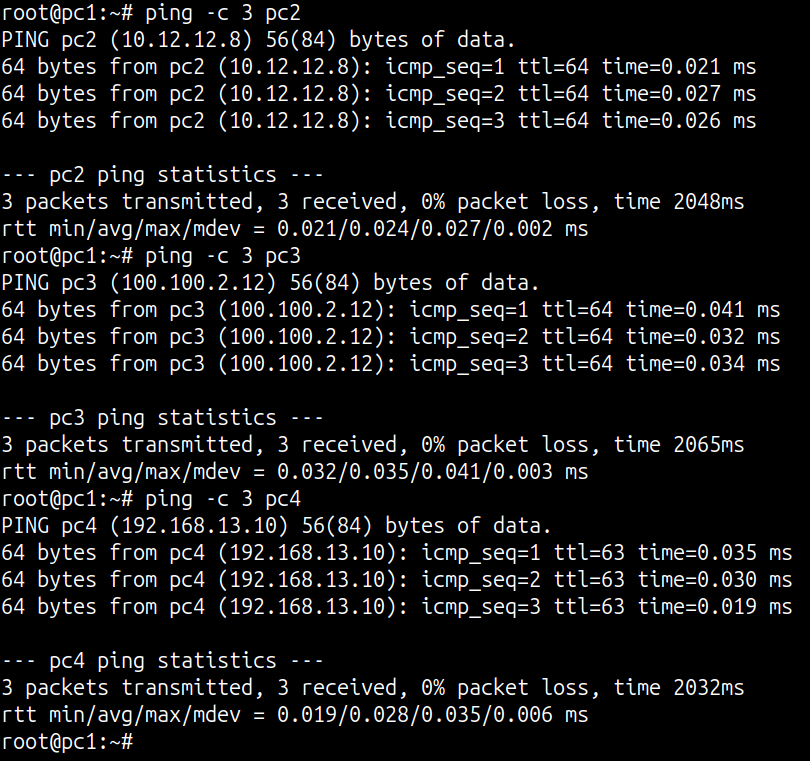 root@pc1:~# ping -c 3 pc2
PING pc2 (10.12.12.8) 56(84) bytes of data.
64 bytes from pc2 (10.12.12.8): icmp_seq=1 ttl=64 time=0.021 ms
64 bytes from pc2 (10.12.12.8): icmp_seq=2 ttl=64 time=0.027 ms
64 bytes from pc2 (10.12.12.8): icmp_seq=3 ttl=64 time=0.026 ms

--- pc2 ping statistics ---
3 packets transmitted, 3 received, 0% packet loss, time 2048ms
rtt min/avg/max/mdev = 0.021/0.024/0.027/0.002 ms
root@pc1:~# ping -c 3 pc3
PING pc3 (100.100.2.12) 56(84) bytes of data.
64 bytes from pc3 (100.100.2.12): icmp_seq=1 ttl=64 time=0.041 ms
64 bytes from pc3 (100.100.2.12): icmp_seq=2 ttl=64 time=0.032 ms
64 bytes from pc3 (100.100.2.12): icmp_seq=3 ttl=64 time=0.034 ms

--- pc3 ping statistics ---
3 packets transmitted, 3 received, 0% packet loss, time 2065ms
rtt min/avg/max/mdev = 0.032/0.035/0.041/0.003 ms
root@pc1:~# ping -c 3 pc4
PING pc4 (192.168.13.10) 56(84) bytes of data.
64 bytes from pc4 (192.168.13.10): icmp_seq=1 ttl=63 time=0.035 ms
64 bytes from pc4 (192.168.13.10): icmp_seq=2 ttl=63 time=0.030 ms
64 bytes from pc4 (192.168.13.10): icmp_seq=3 ttl=63 time=0.019 ms

--- pc4 ping statistics ---
3 packets transmitted, 3 received, 0% packet loss, time 2032ms
rtt min/avg/max/mdev = 0.019/0.028/0.035/0.006 ms
root@pc1:~#